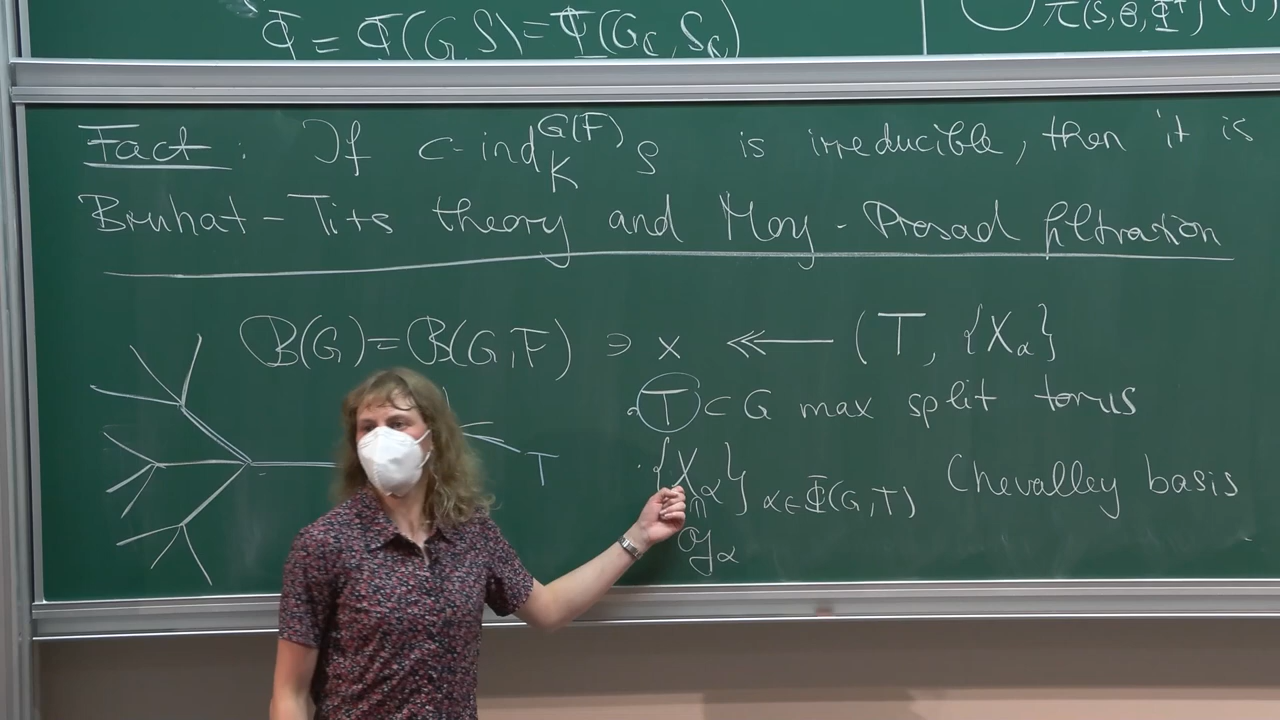 Φ = Φ(G,S) = Φ(G_C, S_C)
π(S,θ,Φ⁺)
Fact: If c-ind_K^{G(F)} ρ is irreducible, then it is
Bruhat-Tits theory and Moy-Prasad filtration
B(G) = B(G,F) ∋ x ↞ (T, {X_α}
T ⊂ G max split torus
{X_α}_{α∈Φ(G,T)} Chevalley basis
𝔤_α
T